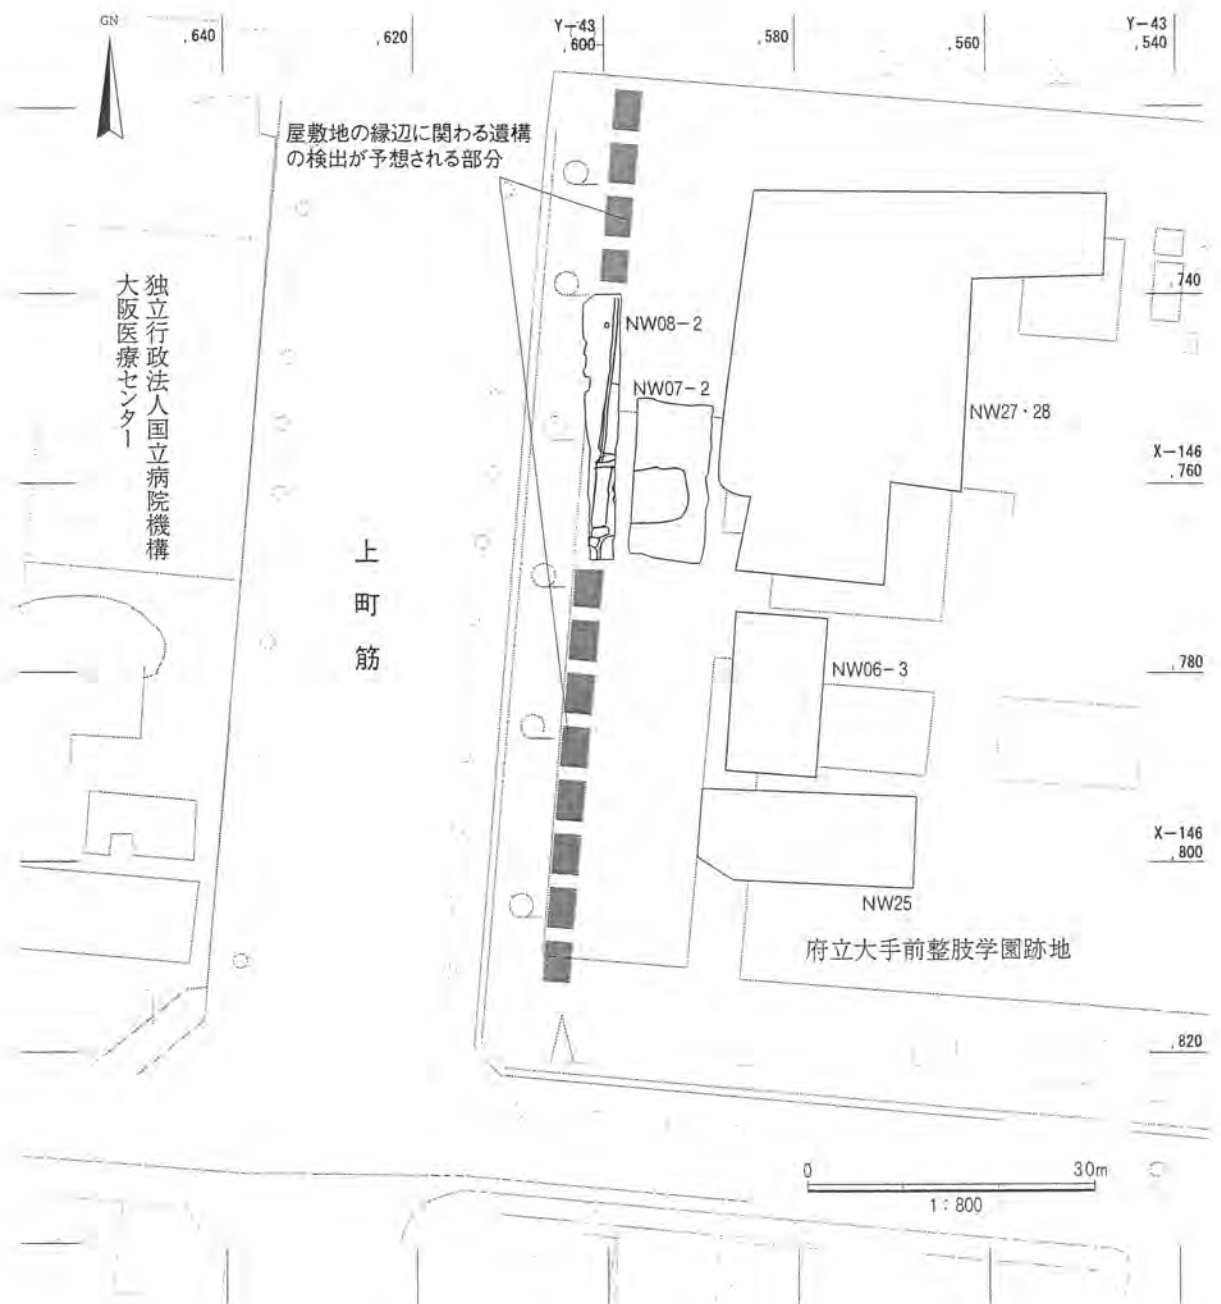 GN
,640
,620
Y-43
,600
,580
,560
Y-43
,540
屋敷地の縁辺に関わる遺構
の検出が予想される部分
独立行政法人国立病院機構
大阪医療センター
上町筋
NW08-2
NW07-2
NW27・28
,740
X-146
,760
NW06-3
,780
X-146
,800
NW25
府立大手前整肢学園跡地
,820
0
30m
1:800